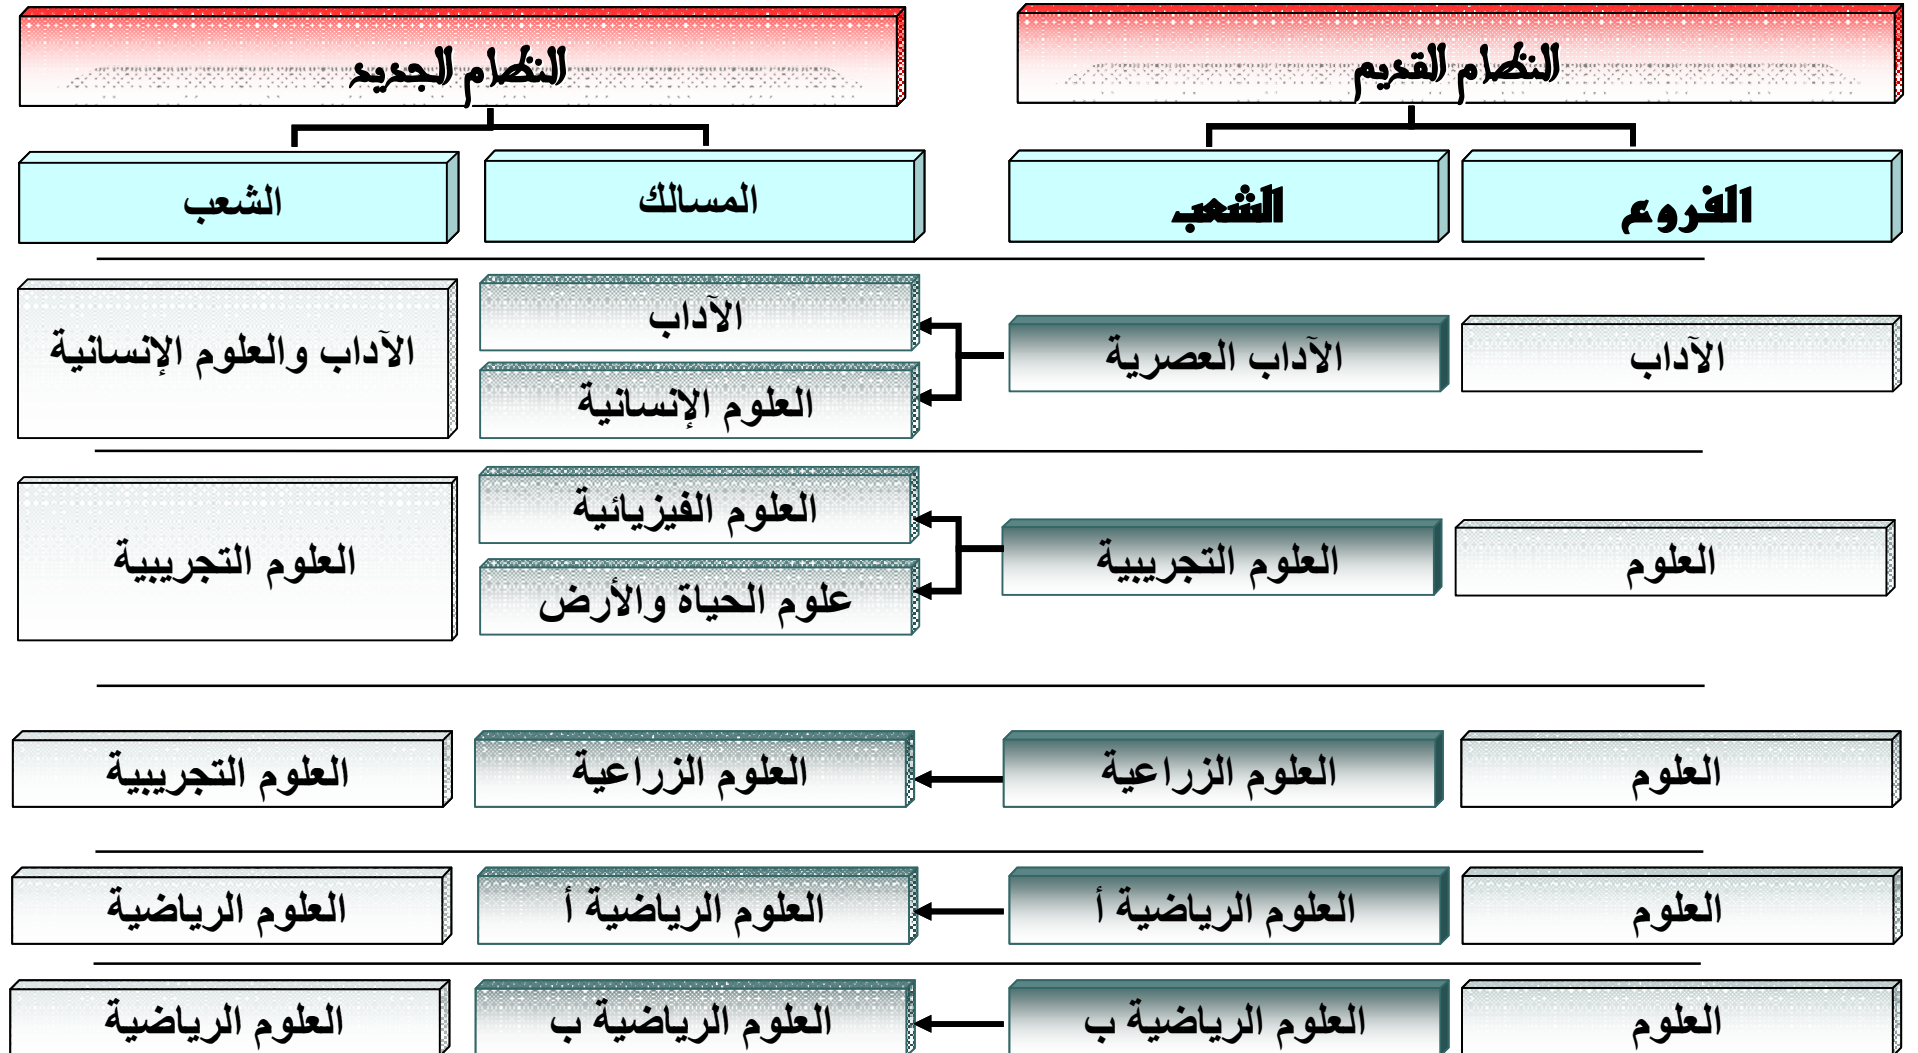 النظام القديم
النظام الجديد
الفروع
الشعب
المسالك
الشعب
الآداب
الآداب العصرية
الآداب
العلوم الإنسانية
الآداب والعلوم الإنسانية
العلوم
العلوم التجريبية
العلوم الفيزيائية
علوم الحياة والأرض
العلوم التجريبية
العلوم
العلوم الزراعية
العلوم الزراعية
العلوم التجريبية
العلوم
العلوم الرياضية أ
العلوم الرياضية أ
العلوم الرياضية
العلوم
العلوم الرياضية ب
العلوم الرياضية ب
العلوم الرياضية